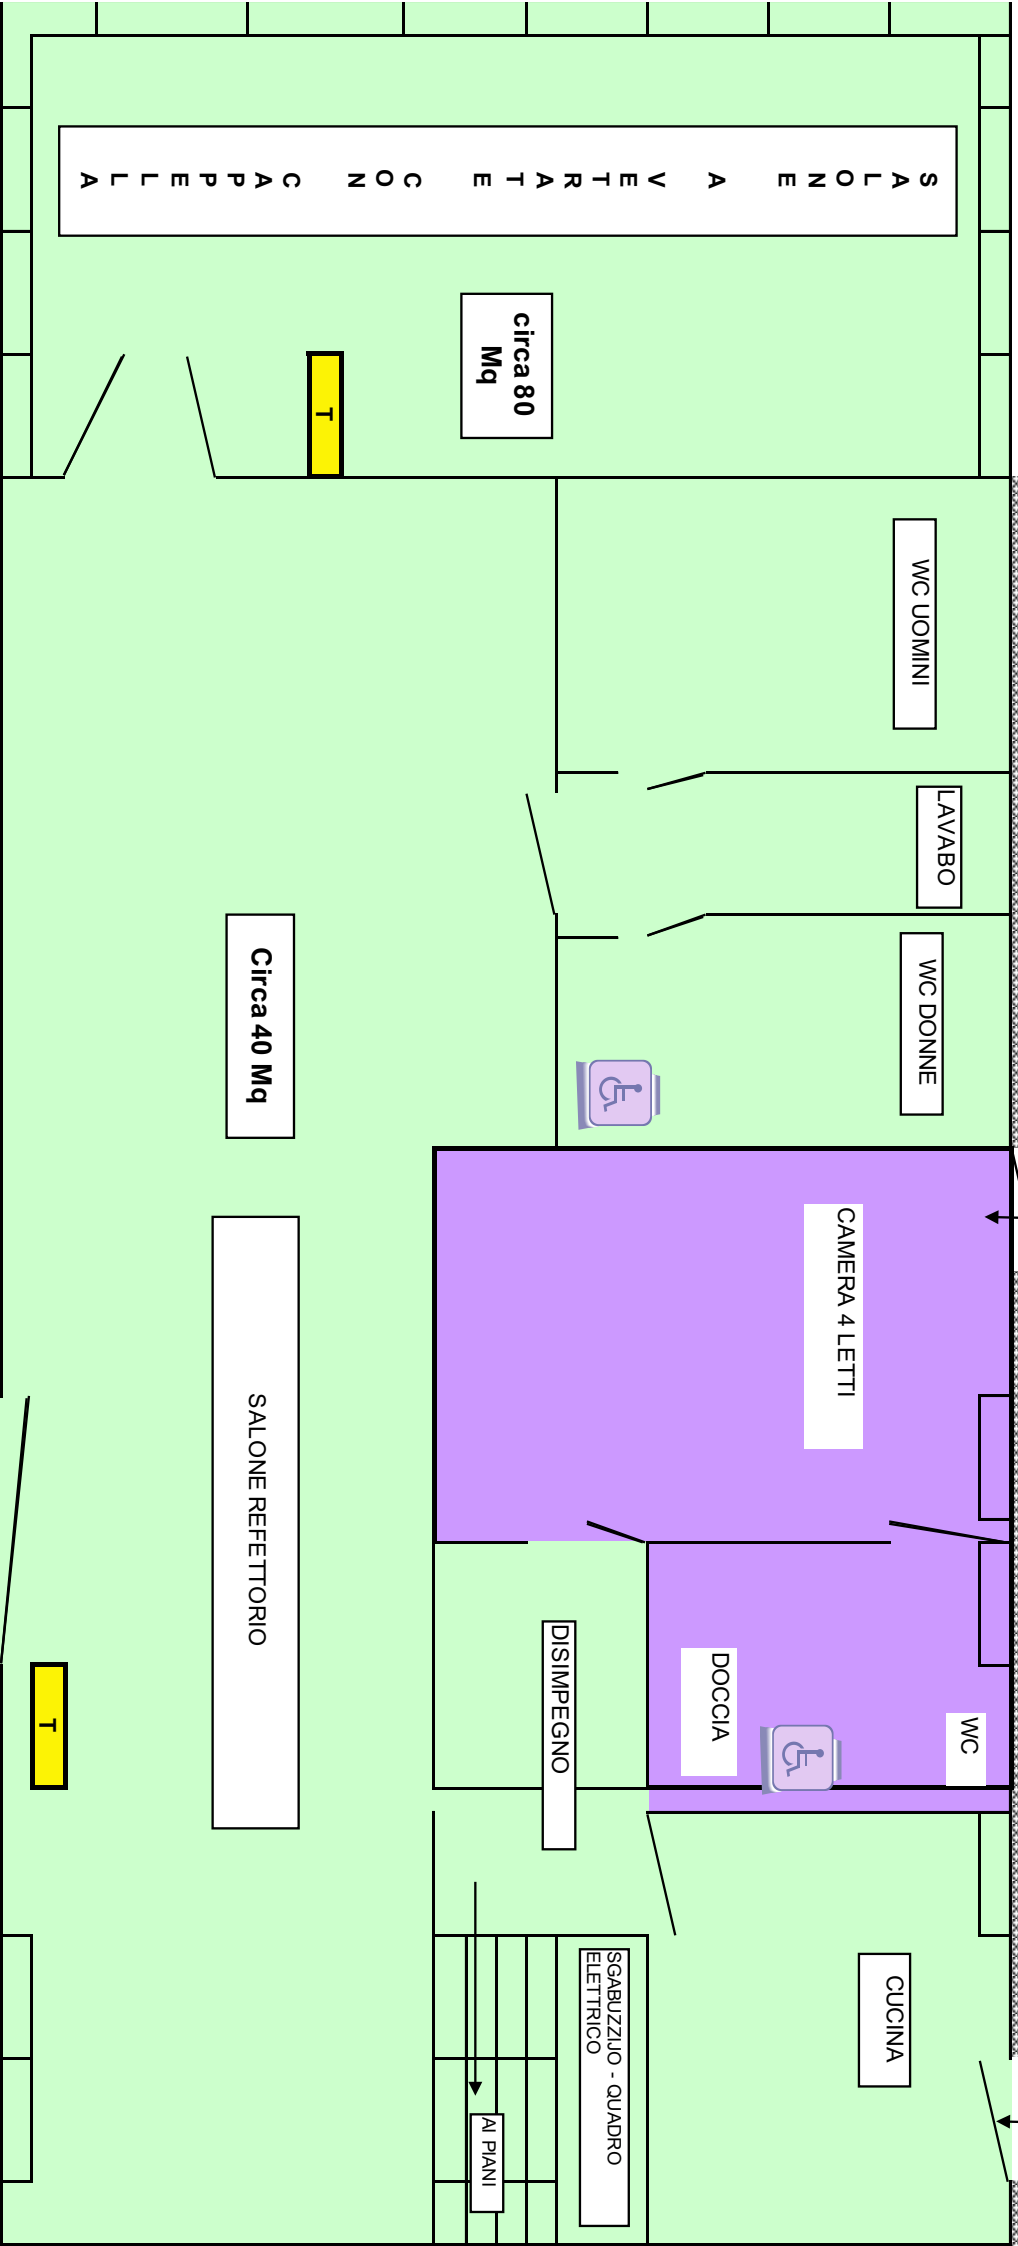 SALONE A VETRATE CON CAPPELLA
circa 80
Mq
T
WC UOMINI
LAVABO
WC DONNE
Circa 40 Mq
CAMERA 4 LETTI
SALONE REFETTORIO
DISIMPEGNO
DOCCIA
WC
T
CUCINA
SGABUZZIJO - QUADRO
ELETTRICO
AI PIANI